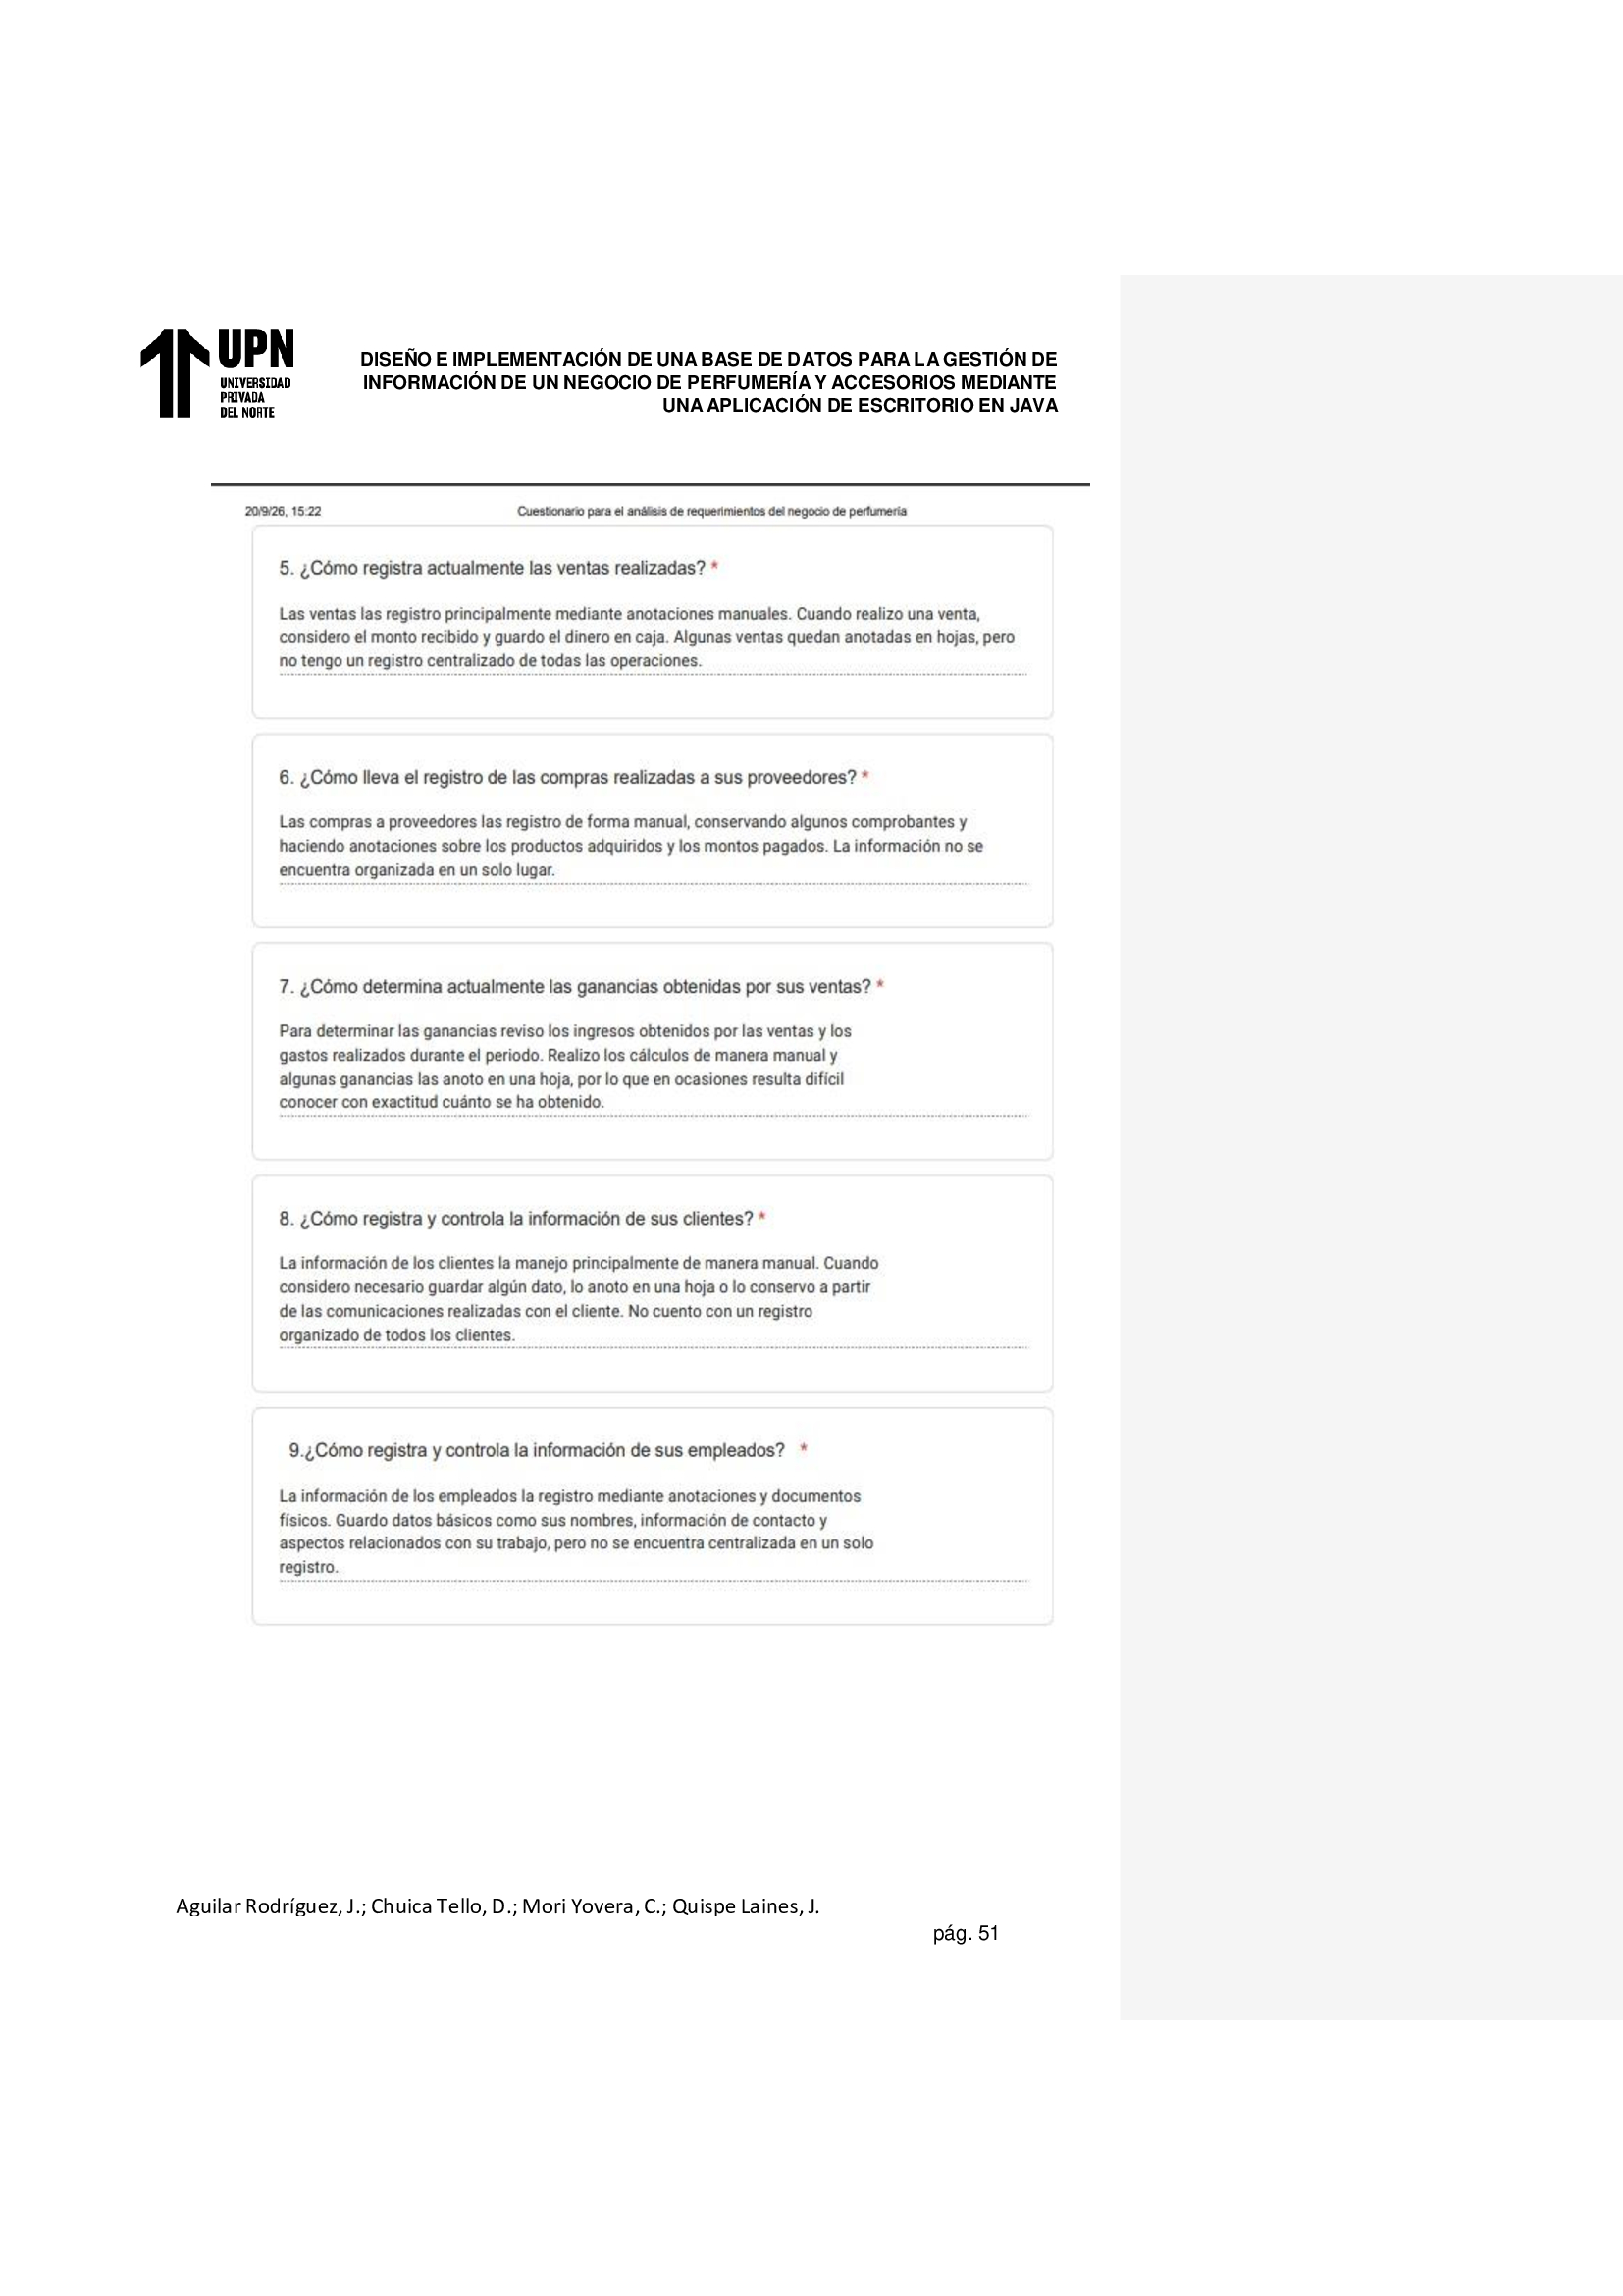 UPN
UNIVERSIDAD
PRIVADA
DEL NORTE
DISEÑO E IMPLEMENTACIÓN DE UNA BASE DE DATOS PARA LA GESTIÓN DE
INFORMACIÓN DE UN NEGOCIO DE PERFUMERÍA Y ACCESORIOS MEDIANTE
UNA APLICACIÓN DE ESCRITORIO EN JAVA
20/9/26, 15:22 Cuestionario para el análisis de requerimientos del negocio de perfumería
5. ¿Cómo registra actualmente las ventas realizadas? *
Las ventas las registro principalmente mediante anotaciones manuales. Cuando realizo una venta,
considero el monto recibido y guardo el dinero en caja. Algunas ventas quedan anotadas en hojas, pero
no tengo un registro centralizado de todas las operaciones.
6. ¿Cómo lleva el registro de las compras realizadas a sus proveedores? *
Las compras a proveedores las registro de forma manual, conservando algunos comprobantes y
haciendo anotaciones sobre los productos adquiridos y los montos pagados. La información no se
encuentra organizada en un solo lugar.
7. ¿Cómo determina actualmente las ganancias obtenidas por sus ventas? *
Para determinar las ganancias reviso los ingresos obtenidos por las ventas y los
gastos realizados durante el periodo. Realizo los cálculos de manera manual y
algunas ganancias las anoto en una hoja, por lo que en ocasiones resulta difícil
conocer con exactitud cuánto se ha obtenido.
8. ¿Cómo registra y controla la información de sus clientes? *
La información de los clientes la manejo principalmente de manera manual. Cuando
considero necesario guardar algún dato, lo anoto en una hoja o lo conservo a partir
de las comunicaciones realizadas con el cliente. No cuento con un registro
organizado de todos los clientes.
9.¿Cómo registra y controla la información de sus empleados? *
La información de los empleados la registro mediante anotaciones y documentos
físicos. Guardo datos básicos como sus nombres, información de contacto y
aspectos relacionados con su trabajo, pero no se encuentra centralizada en un solo
registro.
Aguilar Rodríguez, J.; Chuica Tello, D.; Mori Yovera, C.; Quispe Laines, J.
pág. 51